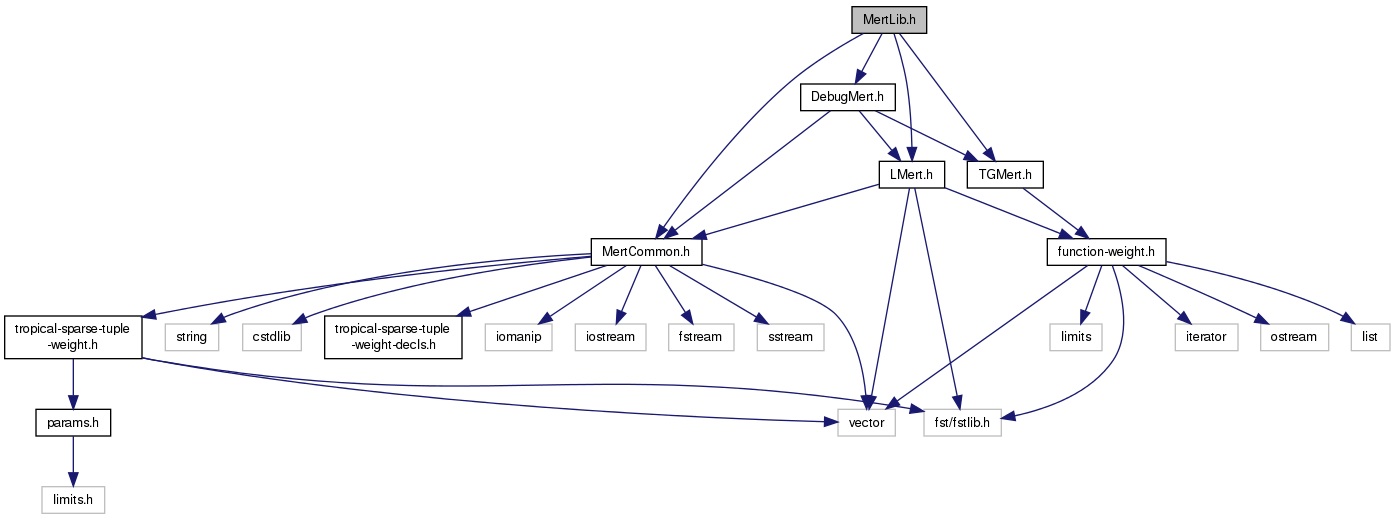 MertLib.h
DebugMert.h
LMert.h
TGMert.h
MertCommon.h
function-weight.h
tropical-sparse-tuple
-weight.h
string
cstdlib
tropical-sparse-tuple
-weight-decls.h
iomanip
iostream
fstream
sstream
limits
iterator
ostream
list
params.h
vector
fst/fstlib.h
limits.h